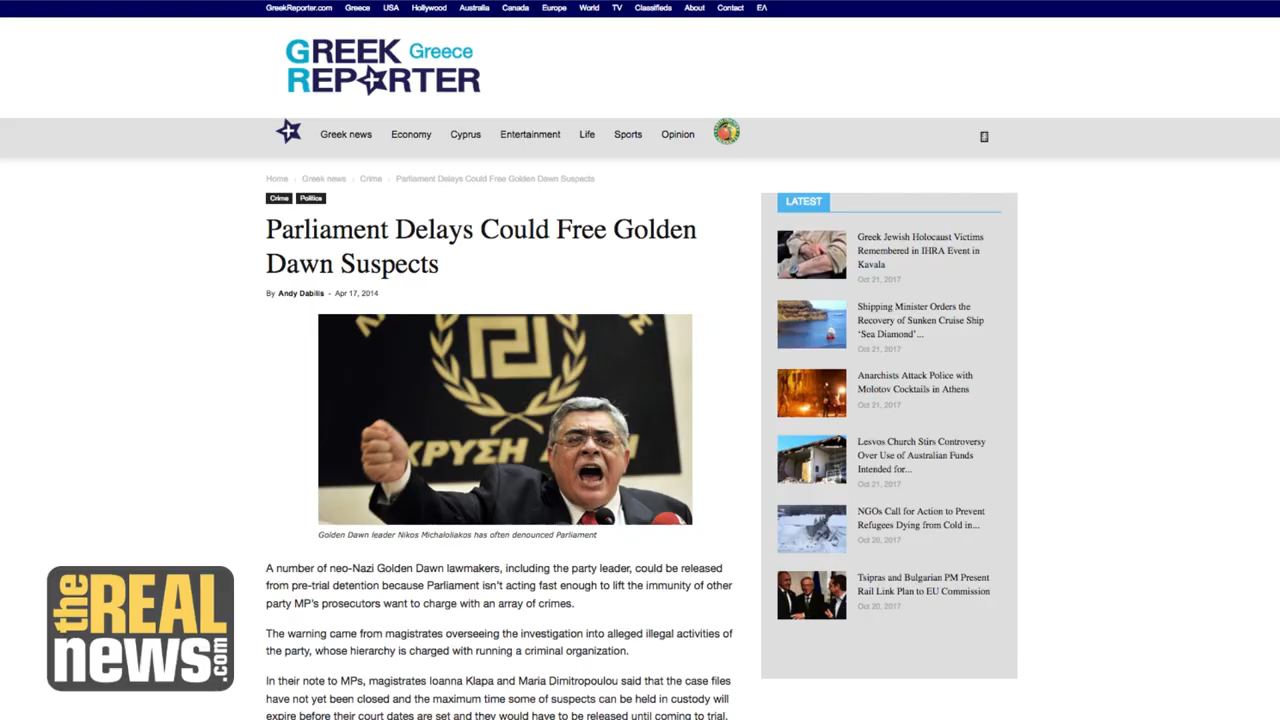 GreekReporter.com Greece USA Hollywood Australia Canada Europe World TV Classifieds About Contact ΕΛ
GREEK Greece
REPORTER
Greek news Economy Cyprus Entertainment Life Sports Opinion
Home › Greek news › Crime › Parliament Delays Could Free Golden Dawn Suspects
Crime Politics
Parliament Delays Could Free Golden
Dawn Suspects
By Andy Dabilis - Apr 17, 2014
ΧΡΥΣΗ
Golden Dawn leader Nikos Michaloliakos has often denounced Parliament
A number of neo-Nazi Golden Dawn lawmakers, including the party leader, could be released
from pre-trial detention because Parliament isn't acting fast enough to lift the immunity of other
party MP's prosecutors want to charge with an array of crimes.
The warning came from magistrates overseeing the investigation into alleged illegal activities of
the party, whose hierarchy is charged with running a criminal organization.
In their note to MPs, magistrates Ioanna Klapa and Maria Dimitropoulou said that the case files
have not yet been closed and the maximum time some of suspects can be held in custody will
expire before their court dates are set and they would have to be released until coming to trial.
LATEST
Greek Jewish Holocaust Victims
Remembered in IHRA Event in
Kavala
Oct 21, 2017
Shipping Minister Orders the
Recovery of Sunken Cruise Ship
‘Sea Diamond’...
Oct 21, 2017
Anarchists Attack Police with
Molotov Cocktails in Athens
Oct 21, 2017
Lesvos Church Stirs Controversy
Over Use of Australian Funds
Intended for...
Oct 21, 2017
NGOs Call for Action to Prevent
Refugees Dying from Cold in...
Oct 20, 2017
Tsipras and Bulgarian PM Present
Rail Link Plan to EU Commission
Oct 20, 2017
the REAL
news.com